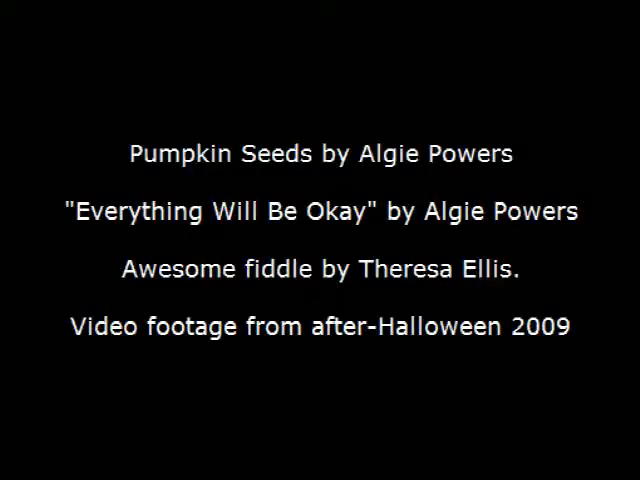 Pumpkin Seeds by Algie Powers
"Everything Will Be Okay" by Algie Powers
Awesome fiddle by Theresa Ellis.
Video footage from after-Halloween 2009